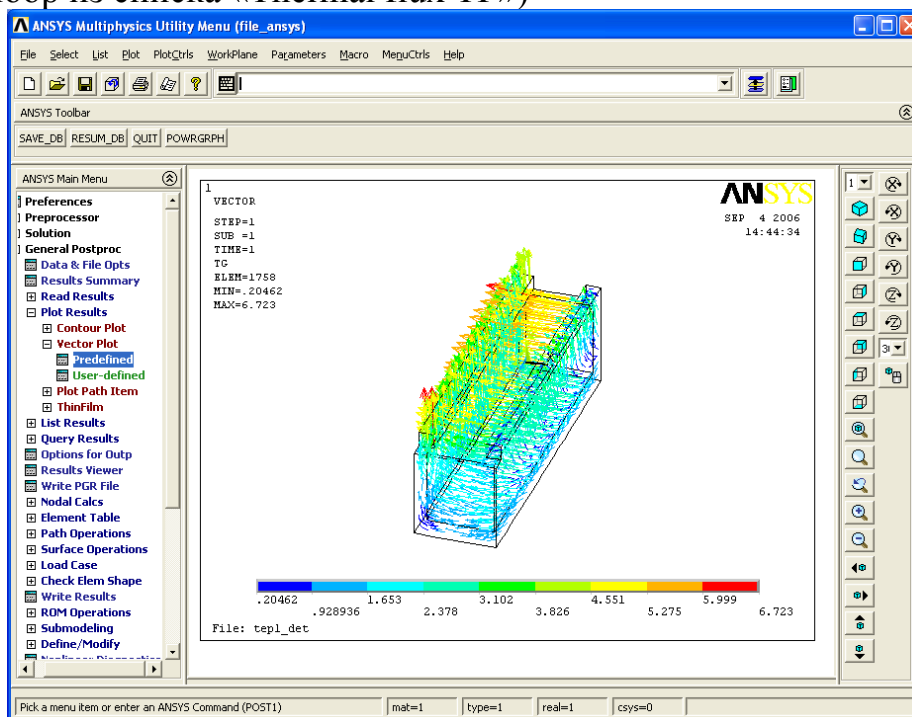 из списка «Thermal flux TF»)
ANSYS Multiphysics Utility Menu (file_ansys)
File Select List Plot PlotCtrls WorkPlane Parameters Macro MenuCtrls Help
ANSYS Toolbar
SAVE_DB RESUM_DB QUIT POWRGRPH
ANSYS Main Menu
Preferences
Preprocessor
Solution
General Postproc
Data & File Opts
Results Summary
Read Results
Plot Results
Contour Plot
Vector Plot
Predefined
User-defined
Plot Path Item
ThinFilm
List Results
Query Results
Options for Outp
Results Viewer
Write PGR File
Nodal Calcs
Element Table
Path Operations
Surface Operations
Load Case
Check Elem Shape
Write Results
ROM Operations
Submodeling
Define/Modify
1
VECTOR
STEP=1
SUB =1
TIME=1
TG
ELEM=1758
MIN=.20462
MAX=6.723
ANSYS
SEP 4 2006
14:44:34
.20462 1.653 3.102 4.551 5.999
.928936 2.378 3.826 5.275 6.723
File: tepl_det
1
Pick a menu item or enter an ANSYS Command (POST1) mat=1 type=1 real=1 csys=0